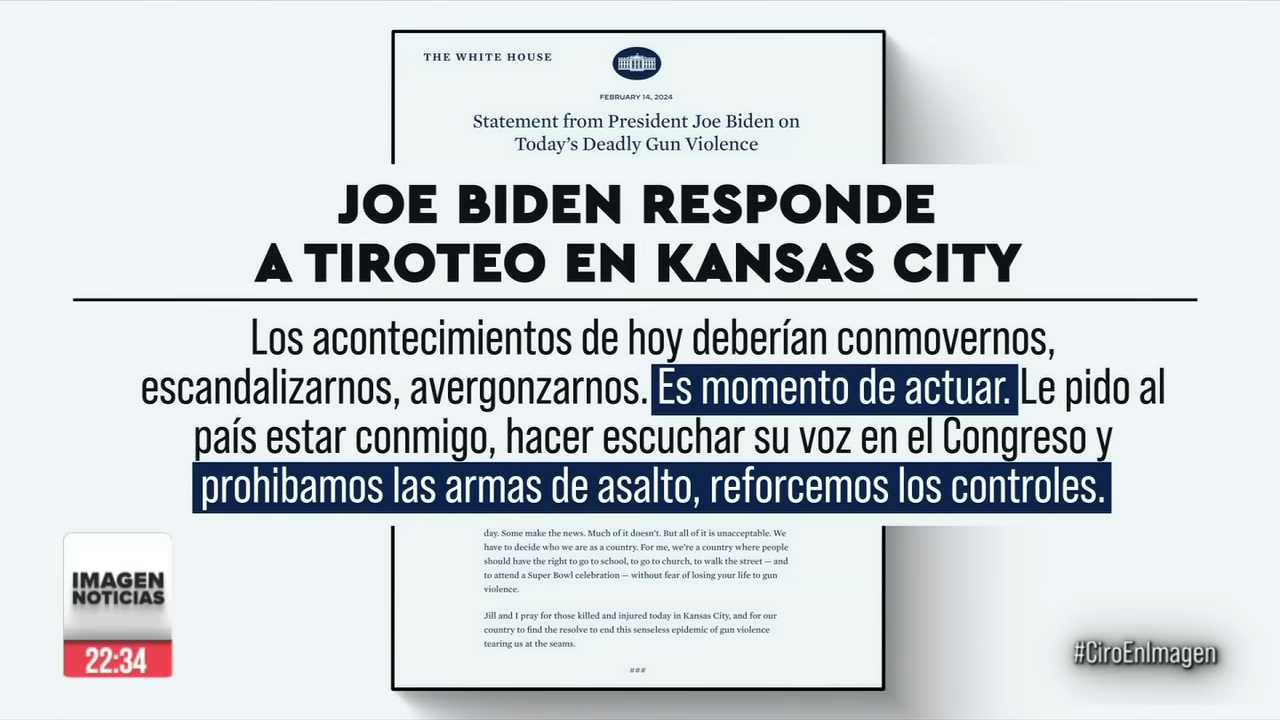 THE WHITE HOUSE
FEBRUARY 14, 2024
Statement from President Joe Biden on
Today's Deadly Gun Violence
JOE BIDEN RESPONDE
A TIROTEO EN KANSAS CITY
Los acontecimientos de hoy deberían conmovernos,
escandalizarnos, avergonzarnos. Es momento de actuar. Le pido al
país estar conmigo, hacer escuchar su voz en el Congreso y
prohibamos las armas de asalto, reforcemos los controles.
day. Some make the news. Much of it doesn't. But all of it is unacceptable. We
have to decide who we are as a country. For me, we're a country where people
should have the right to go to school, to go to church, to walk the street — and
to attend a Super Bowl celebration — without fear of losing your life to gun
violence.
Jill and I pray for those killed and injured today in Kansas City, and for our
country to find the resolve to end this senseless epidemic of gun violence
tearing us at the seams.
###
IMAGEN
NOTICIAS
22:34
#CiroEnImagen